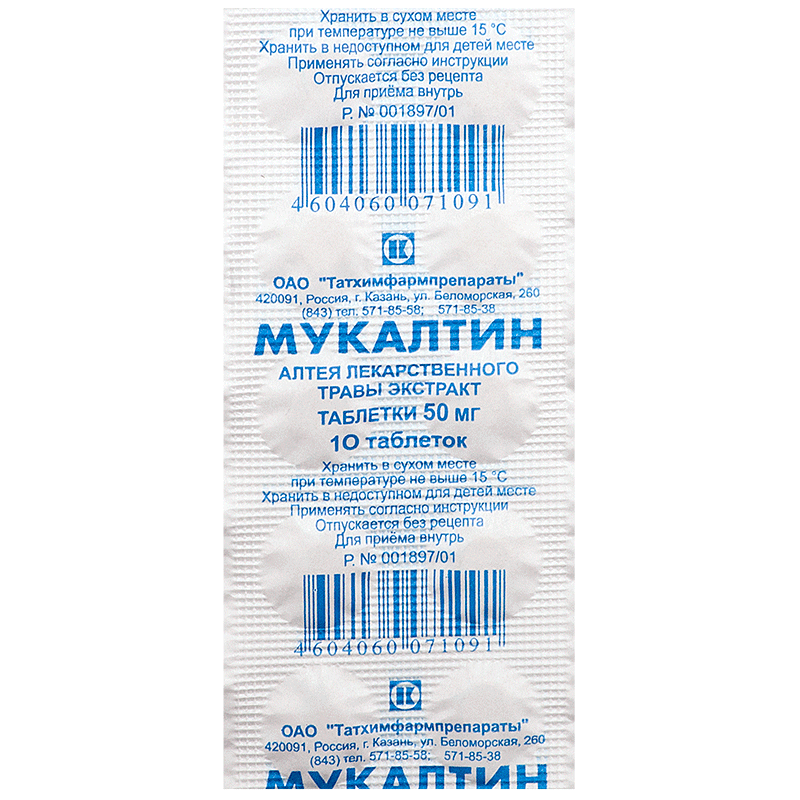 Хранить в сухом месте
при температуре не выше 15 °С
Хранить в недоступном для детей месте
Применять согласно инструкции
Отпускается без рецепта
Для приёма внутрь
Р. № 001897/01
4 604060 071091
ОАО "Татхимфармпрепараты"
420091, Россия, г. Казань, ул. Беломорская, 260
(843) тел. 571-85-58; 571-85-38
МУКАЛТИН
АЛТЕЯ ЛЕКАРСТВЕННОГО
ТРАВЫ ЭКСТРАКТ
ТАБЛЕТКИ 50 мг
10 таблеток
Хранить в сухом месте
при температуре не выше 15 °С
Хранить в недоступном для детей месте
Применять согласно инструкции
Отпускается без рецепта
Для приёма внутрь
Р. № 001897/01
4 604060 071091
ОАО "Татхимфармпрепараты"
420091, Россия, г. Казань, ул. Беломорская, 260
(843) тел. 571-85-58; 571-85-38
МУКАЛТИН